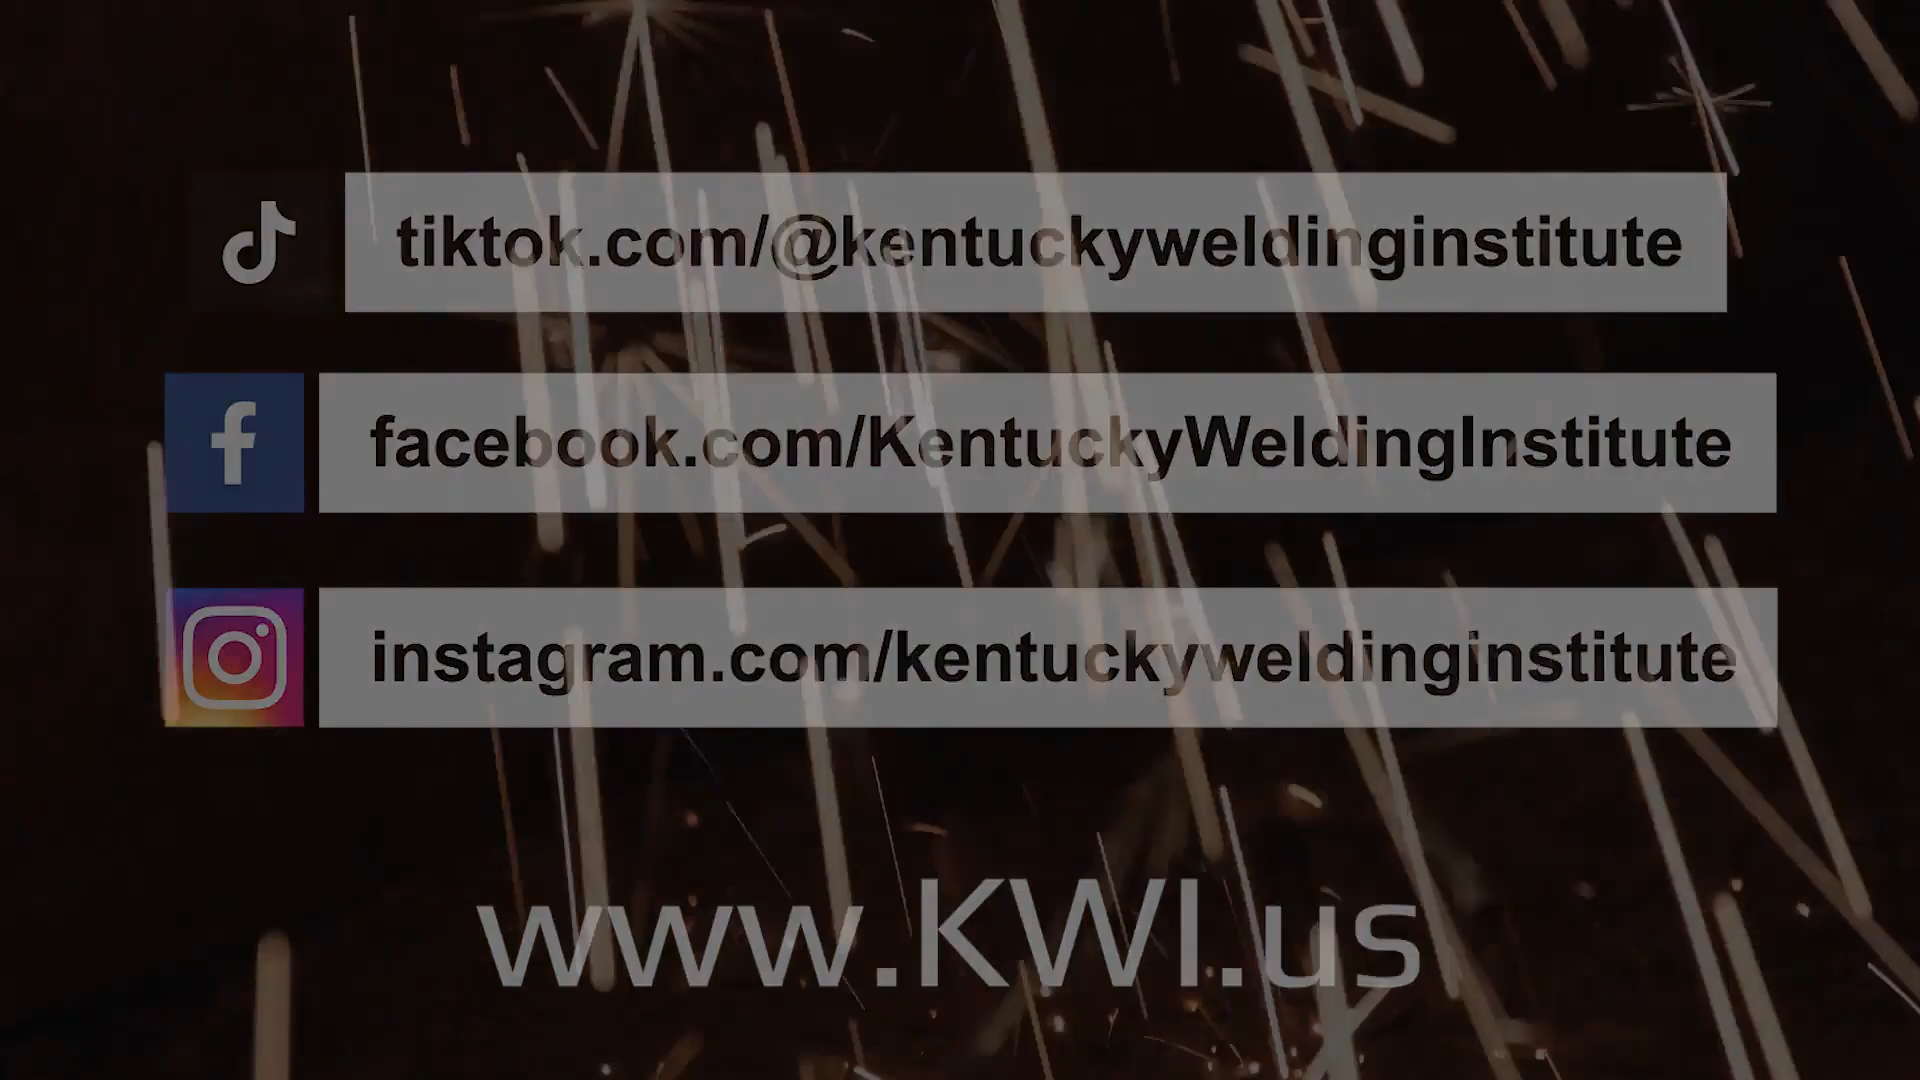 tiktok.com/@kentuckyweldinginstitute
facebook.com/KentuckyWeldingInstitute
instagram.com/kentuckyweldinginstitute
www.KWI.us